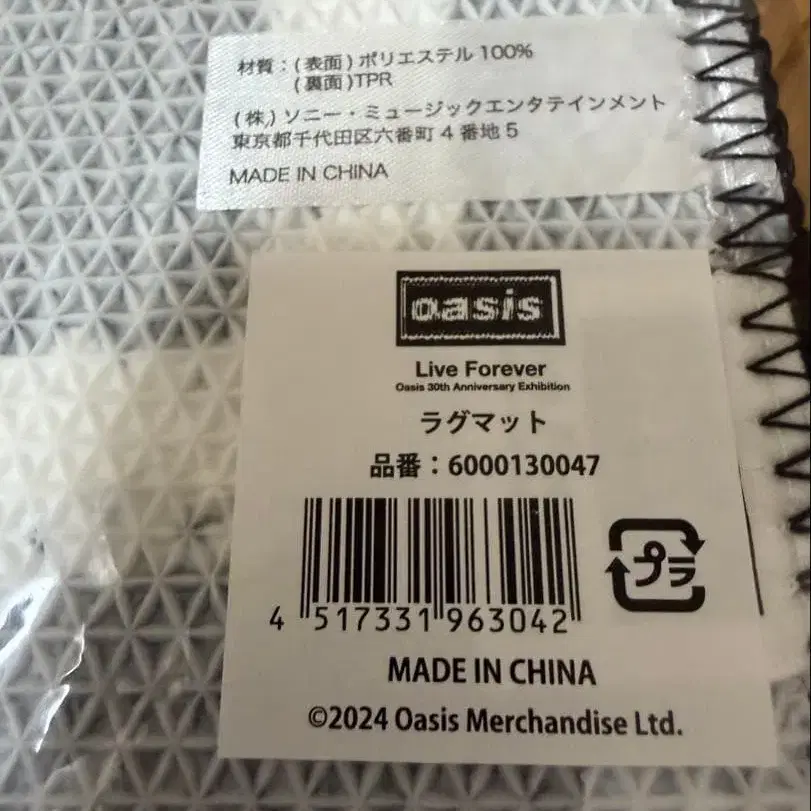 材質：(表面)ポリエステル100%
(裏面)TPR
(株)ソニー・ミュージックエンタテインメント
東京都千代田区六番町4番地5
MADE IN CHINA
oasis
Live Forever
Oasis 30th Anniversary Exhibition
ラグマット
品番：6000130047
プラ
4 517331 963042
MADE IN CHINA
©2024 Oasis Merchandise Ltd.